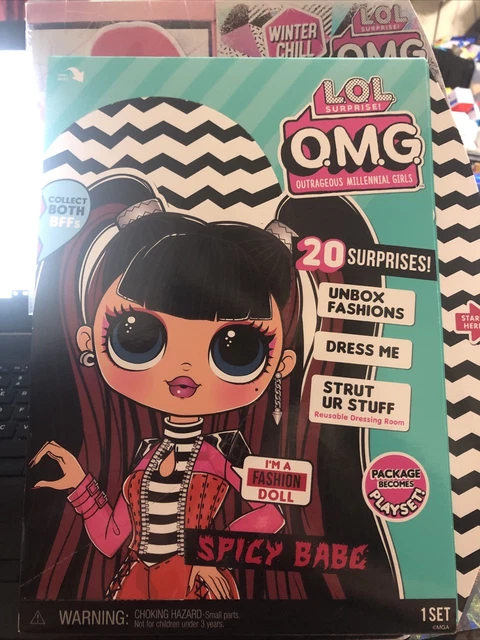 WINTER
CHILL
L.O.L
SURPRISE!
OMG
L.O.L
SURPRISE!
O.M.G.
OUTRAGEOUS MILLENNIAL GIRLS
COLLECT
BOTH
BFFs
20 SURPRISES!
UNBOX
FASHIONS
DRESS ME
STRUT
UR STUFF
Reusable Dressing Room
I'M A
FASHION
DOLL
PACKAGE
BECOMES
PLAYSET!
SPICY BABE
WARNING: CHOKING HAZARD-Small parts.
Not for children under 3 years.
1 SET
©MGA